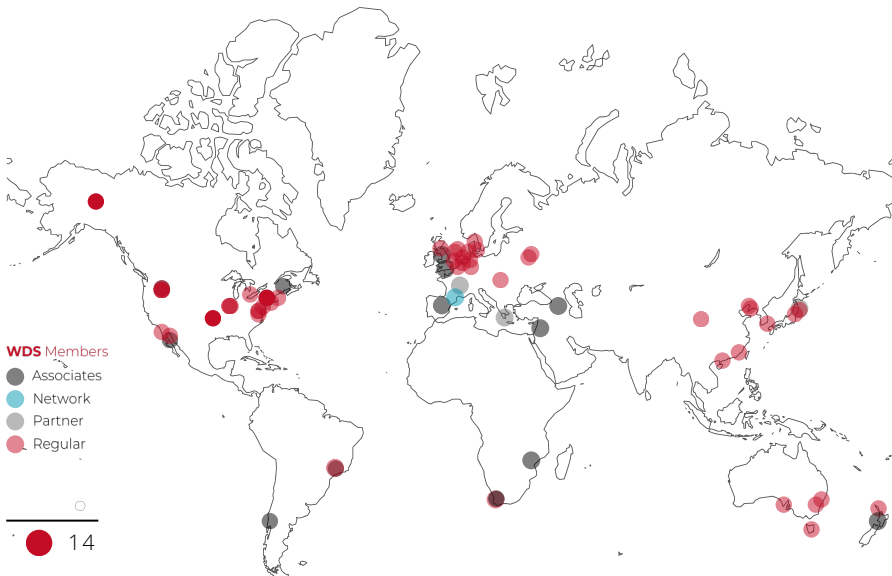 WDS Members
Associates
Network
Partner
Regular
14